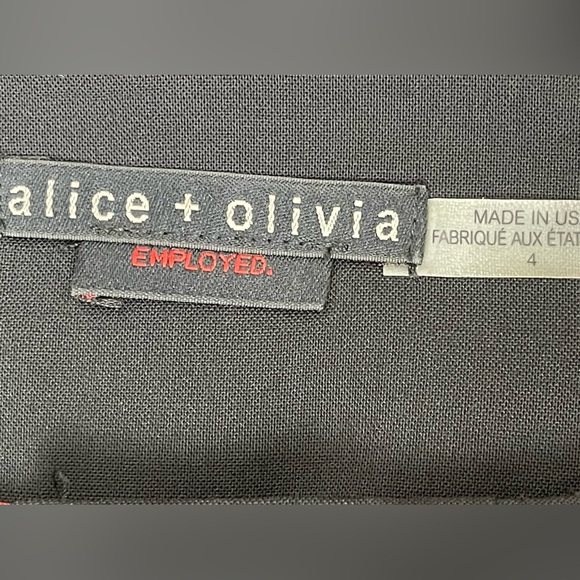 alice + olivia
EMPLOYED.
MADE IN US
FABRIQUÉ AUX ÉTAT
4